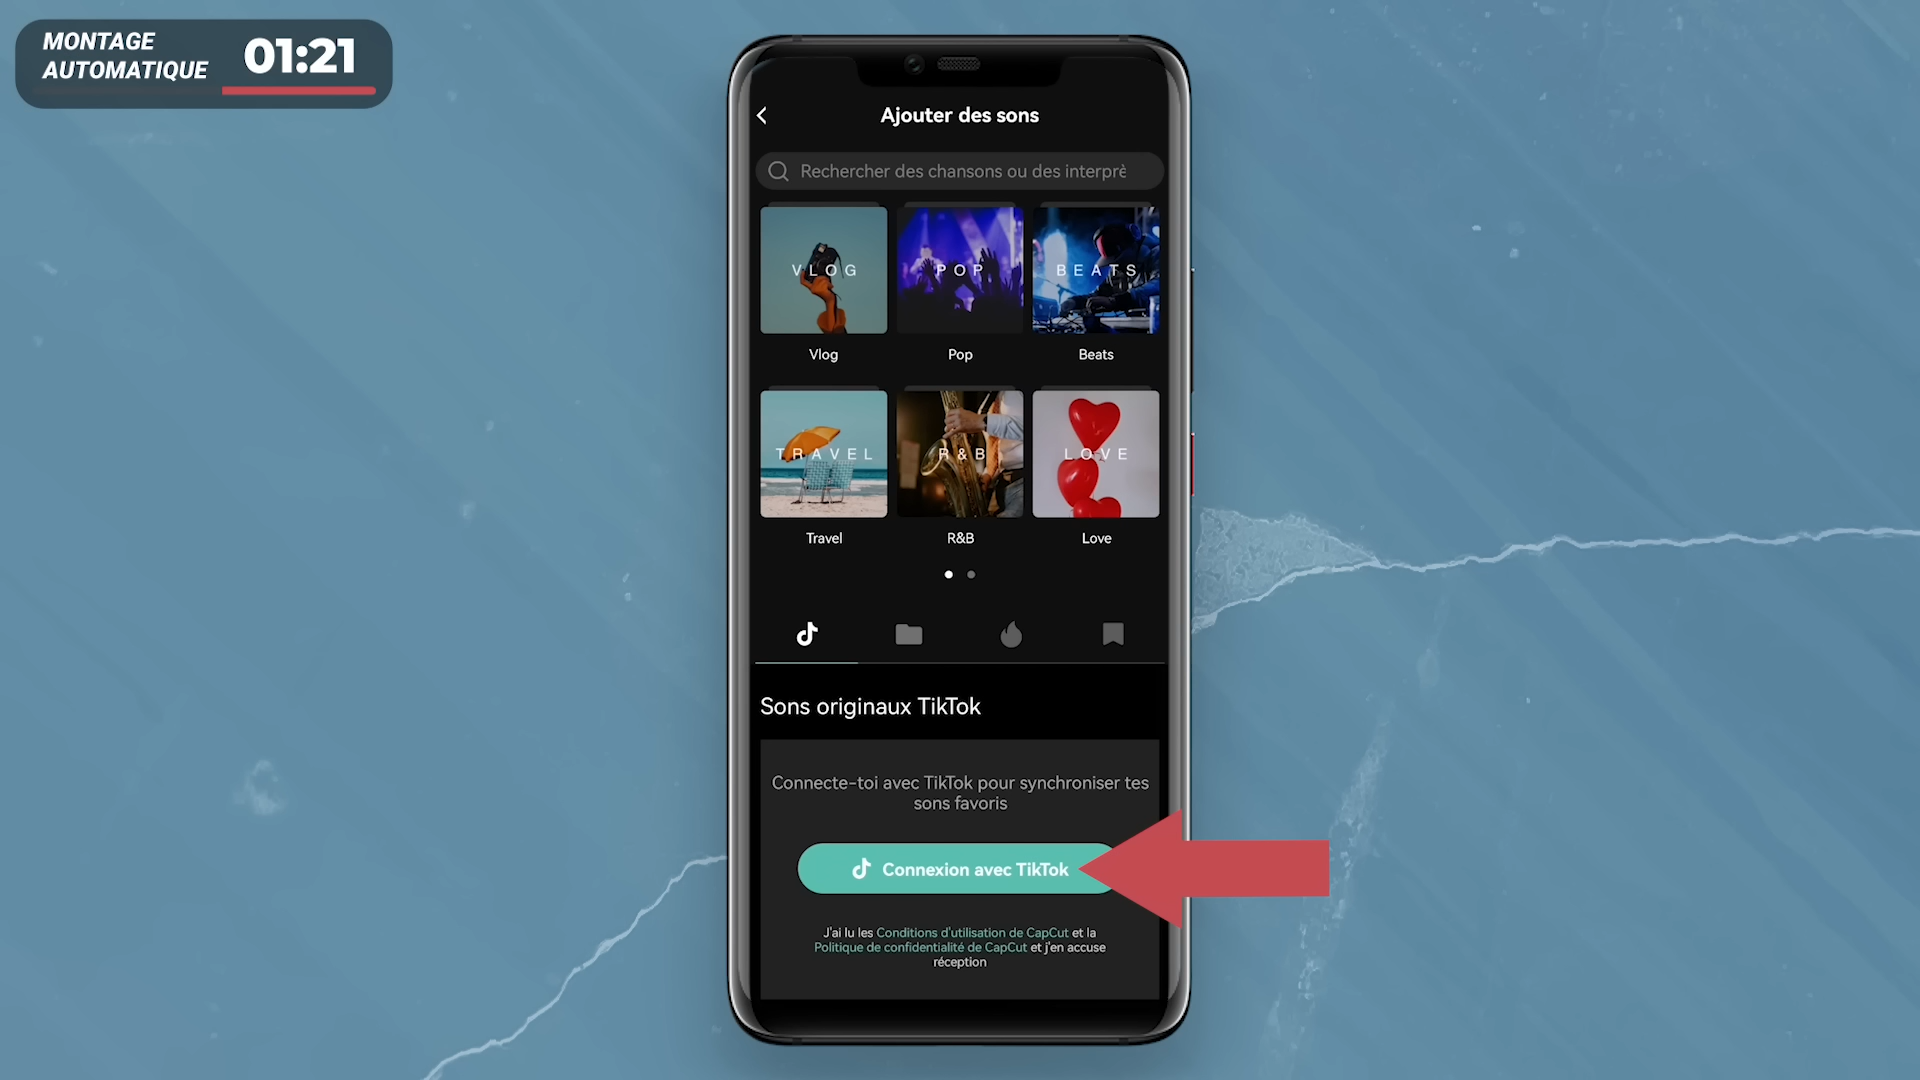 MONTAGE
AUTOMATIQUE
01:21
Ajouter des sons
Rechercher des chansons ou des interprè
VLOG
POP
BEATS
Vlog
Pop
Beats
TRAVEL
R&B
LOVE
Travel
R&B
Love
Sons originaux TikTok
Connecte-toi avec TikTok pour synchroniser tes
sons favoris
Connexion avec TikTok
J'ai lu les Conditions d'utilisation de CapCut et la
Politique de confidentialité de CapCut et j'en accuse
réception